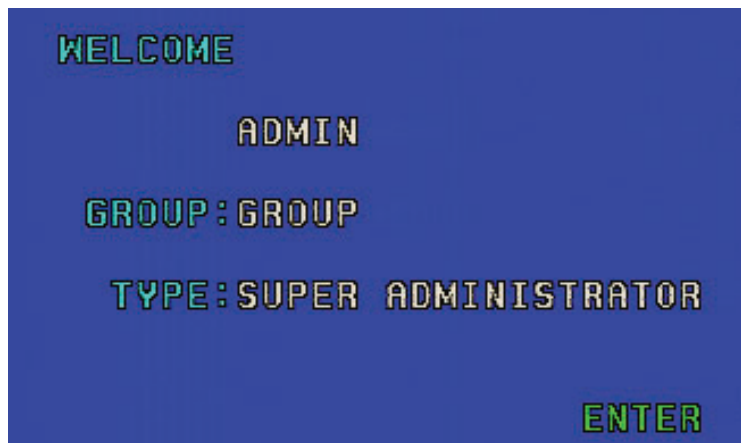 WELCOME
ADMIN
GROUP:GROUP
TYPE:SUPER ADMINISTRATOR
ENTER